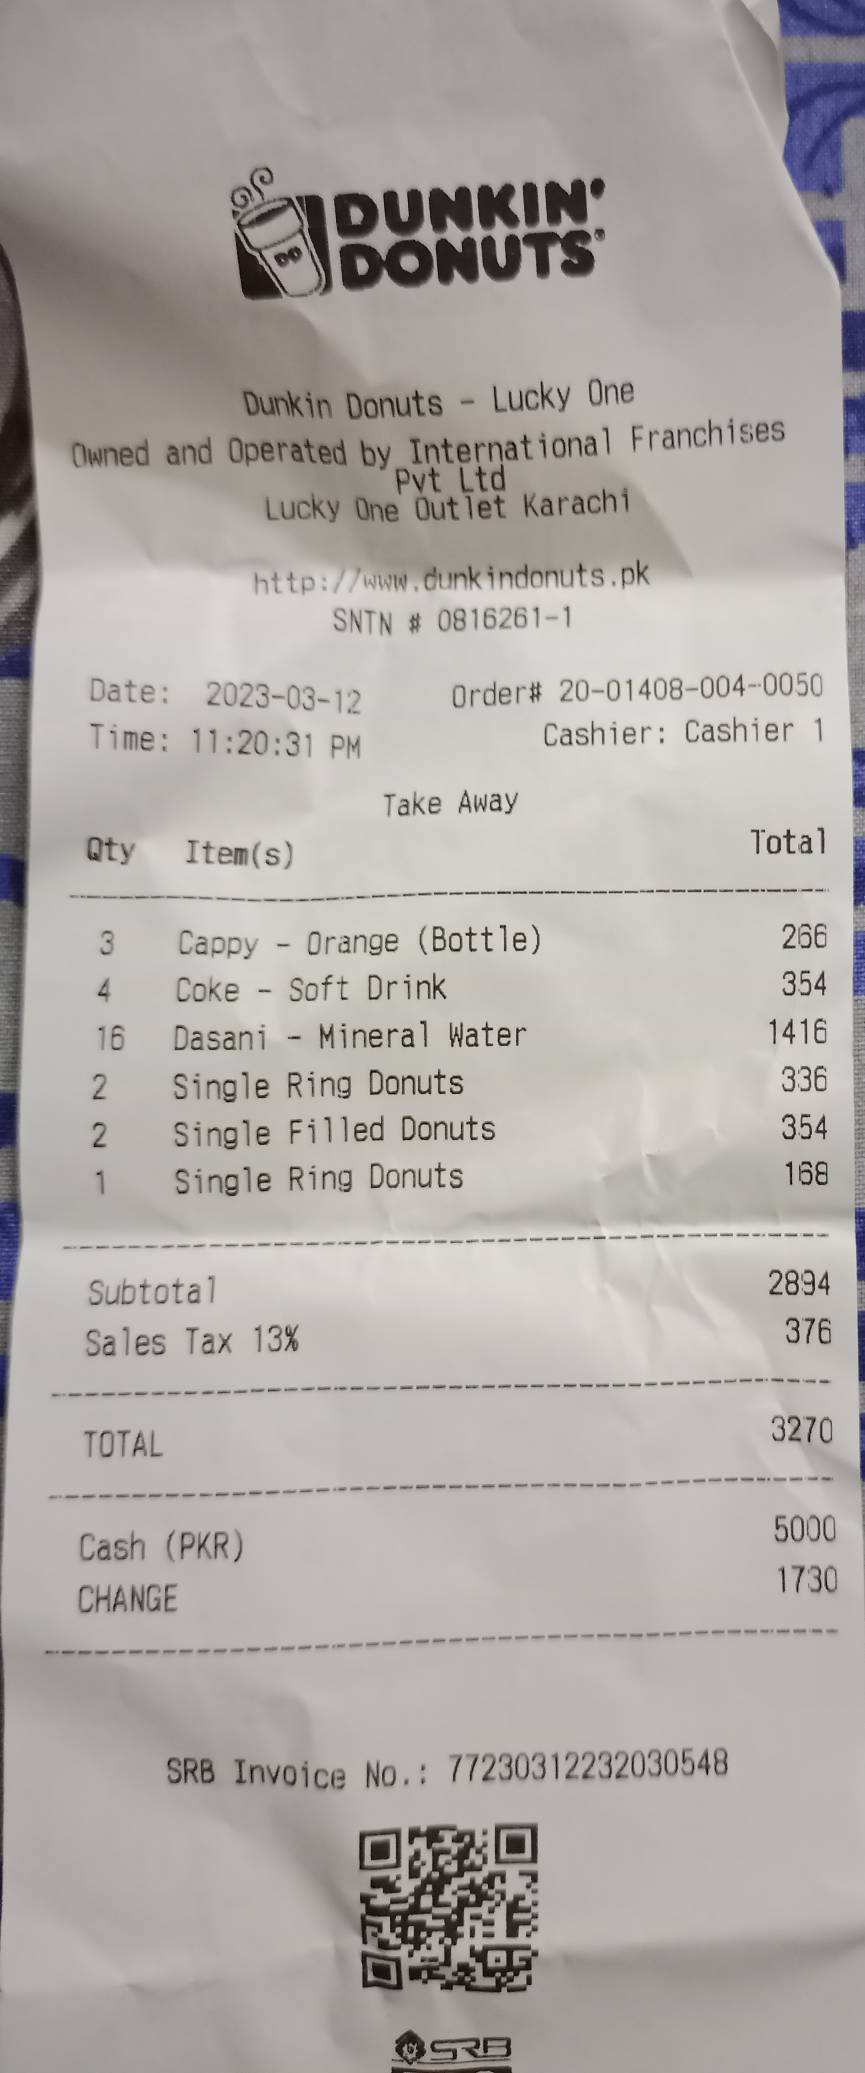 DUNKIN'
DONUTS
Dunkin Donuts - Lucky One
Owned and Operated by International Franchises
Pvt Ltd
Lucky One Outlet Karachi
http://www.dunkindonuts.pk
SNTN # 0816261-1
Date: 2023-03-12 Order# 20-01408-004-0050
Time: 11:20:31 PM Cashier: Cashier 1
Take Away
Qty Item(s) Total
3 Cappy - Orange (Bottle) 266
4 Coke - Soft Drink 354
16 Dasani - Mineral Water 1416
2 Single Ring Donuts 336
2 Single Filled Donuts 354
1 Single Ring Donuts 168
Subtotal 2894
Sales Tax 13% 376
TOTAL 3270
Cash (PKR) 5000
CHANGE 1730
SRB Invoice No.: 77230312232030548
SRB